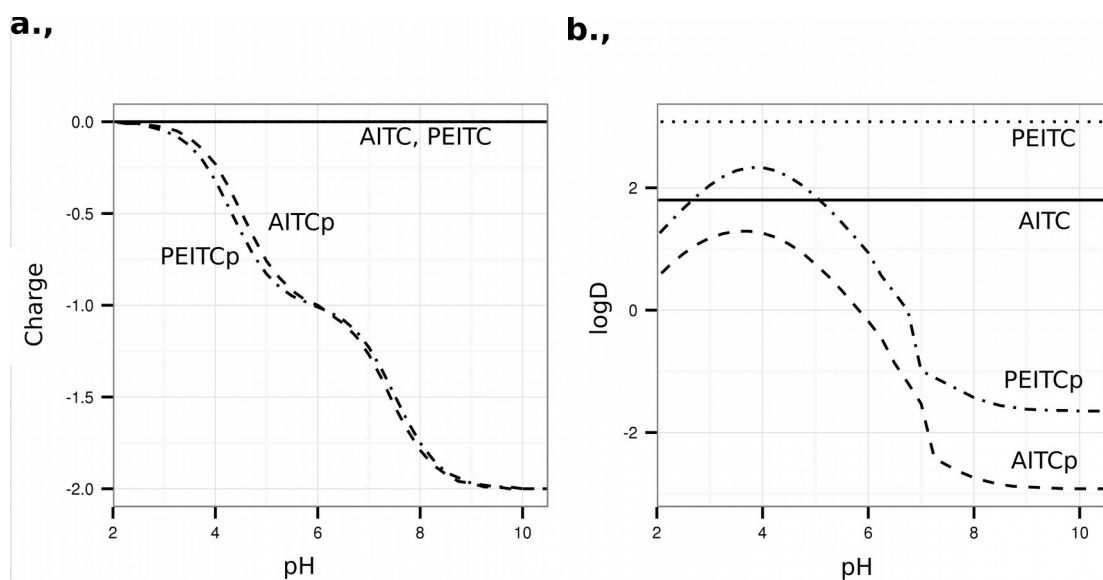 a.,
b.,
0.0
-0.5
-1.0
-1.5
-2.0
Charge
AITC, PEITC
AITCp
PEITCp
2
4
6
8
10
pH
2
0
-2
logD
PEITC
AITC
PEITCp
AITCp
2
4
6
8
10
pH